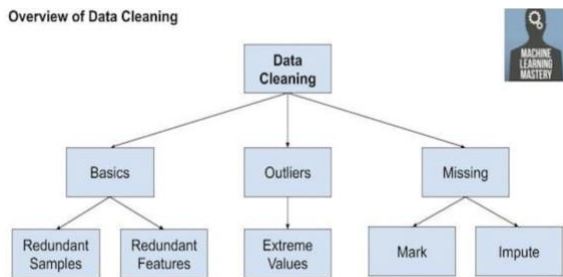 Overview of Data Cleaning
MACHINE
LEARNING
MASTERY
Data
Cleaning
Basics
Outliers
Missing
Redundant
Samples
Redundant
Features
Extreme
Values
Mark
Impute